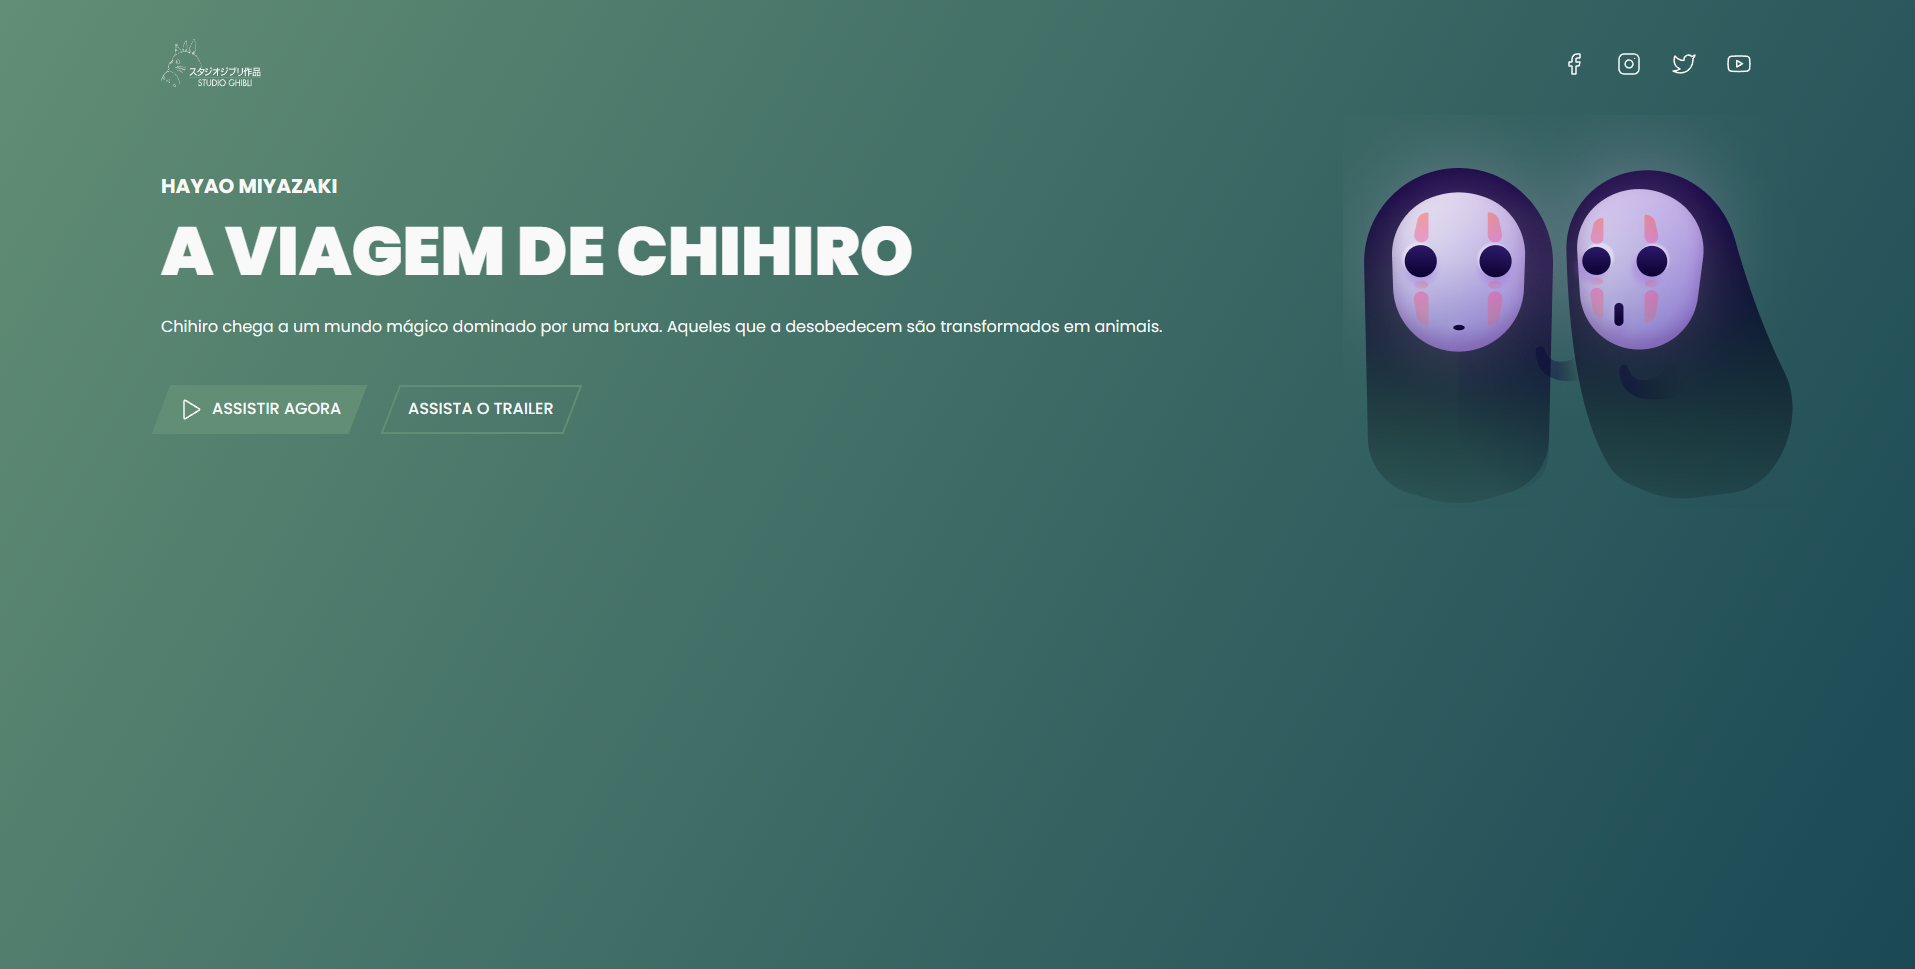 スタジオジブリ作品
STUDIO GHIBLI
HAYAO MIYAZAKI
A VIAGEM DE CHIHIRO
Chihiro chega a um mundo mágico dominado por uma bruxa. Aqueles que a desobedecem são transformados em animais.
ASSISTIR AGORA
ASSISTA O TRAILER